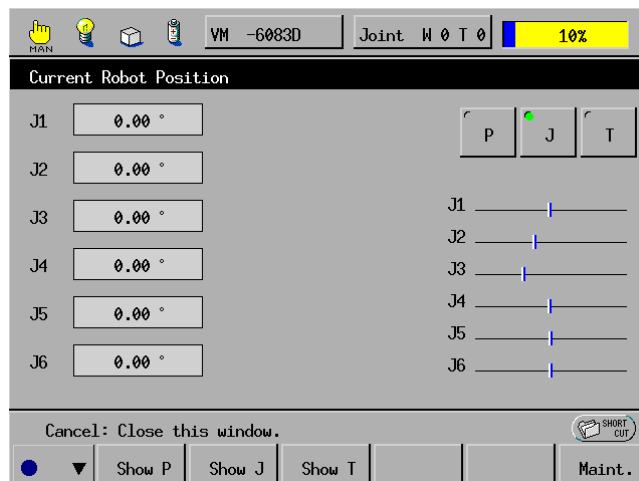 MAN VM -6083D Joint W 0 T 0 10%
Current Robot Position
J1 0.00 °
P J T
J2 0.00 °
J3 0.00 °
J4 0.00 °
J5 0.00 °
J6 0.00 °
J1
J2
J3
J4
J5
J6
Cancel: Close this window.
SHORT
CUT
Show P Show J Show T Maint.